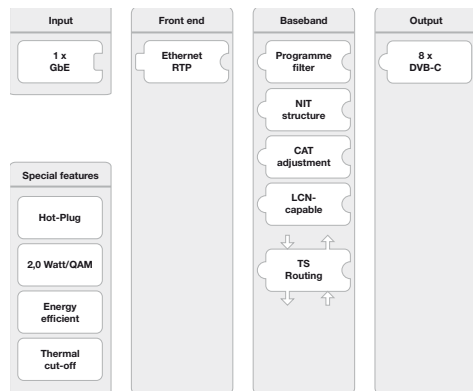 Input
1 x
GbE
Special features
Hot-Plug
2,0 Watt/QAM
Energy
efficient
Thermal
cut-off
Front end
Ethernet
RTP
Baseband
Programme
filter
NIT
structure
CAT
adjustment
LCN-
capable
TS
Routing
Output
8 x
DVB-C